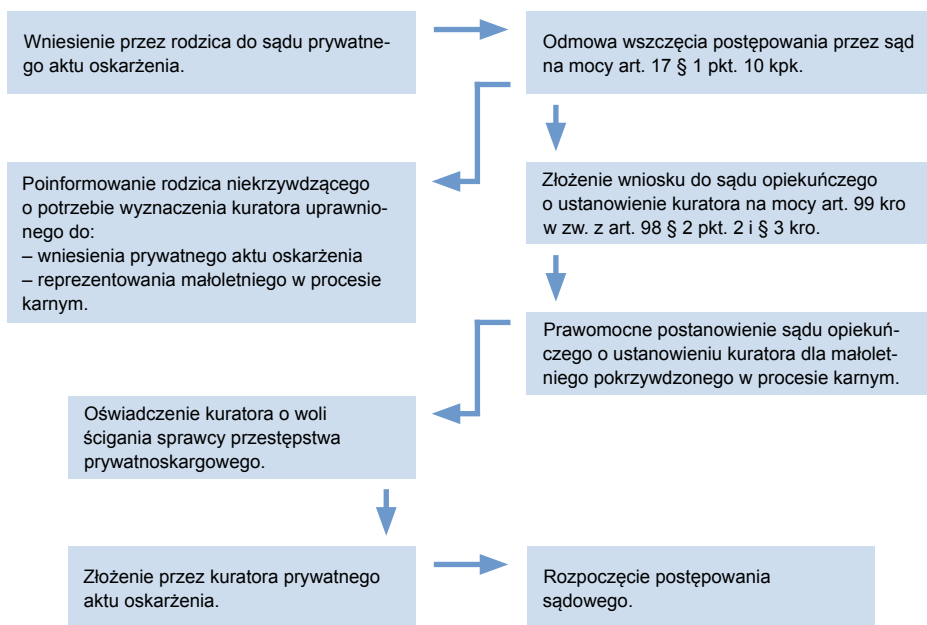 Wniesienie przez rodzica do sądu prywatne-
go aktu oskarżenia.
Odmowa wszczęcia postępowania przez sąd
na mocy art. 17 § 1 pkt. 10 kpk.
Poinformowanie rodzica niekrzywdzącego
o potrzebie wyznaczenia kuratora uprawnio-
nego do:
– wniesienia prywatnego aktu oskarżenia
– reprezentowania małoletniego w procesie
karnym.
Złożenie wniosku do sądu opiekuńczego
o ustanowienie kuratora na mocy art. 99 kro
w zw. z art. 98 § 2 pkt. 2 i § 3 kro.
Prawomocne postanowienie sądu opiekuń-
czego o ustanowieniu kuratora dla małolet-
niego pokrzywdzonego w procesie karnym.
Oświadczenie kuratora o woli
ścigania sprawcy przestępstwa
prywatnoskargowego.
Złożenie przez kuratora prywatnego
aktu oskarżenia.
Rozpoczęcie postępowania
sądowego.